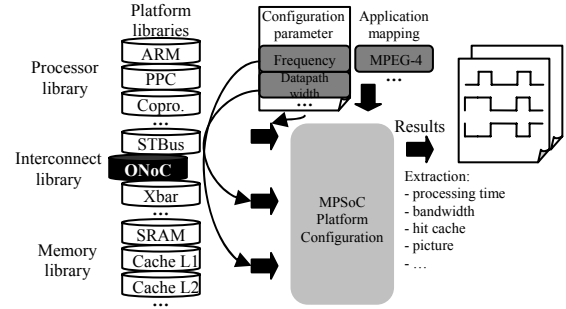 Platform
libraries
Processor
library
ARM
PPC
Copro.
...
Interconnect
library
STBus
ONoC
Xbar
...
Memory
library
SRAM
Cache L1
Cache L2
...
Configuration
parameter
Frequency
Datapath
width
...
Application
mapping
MPEG-4
...
MPSoC
Platform
Configuration
Results
Extraction:
- processing time
- bandwidth
- hit cache
- picture
- ...